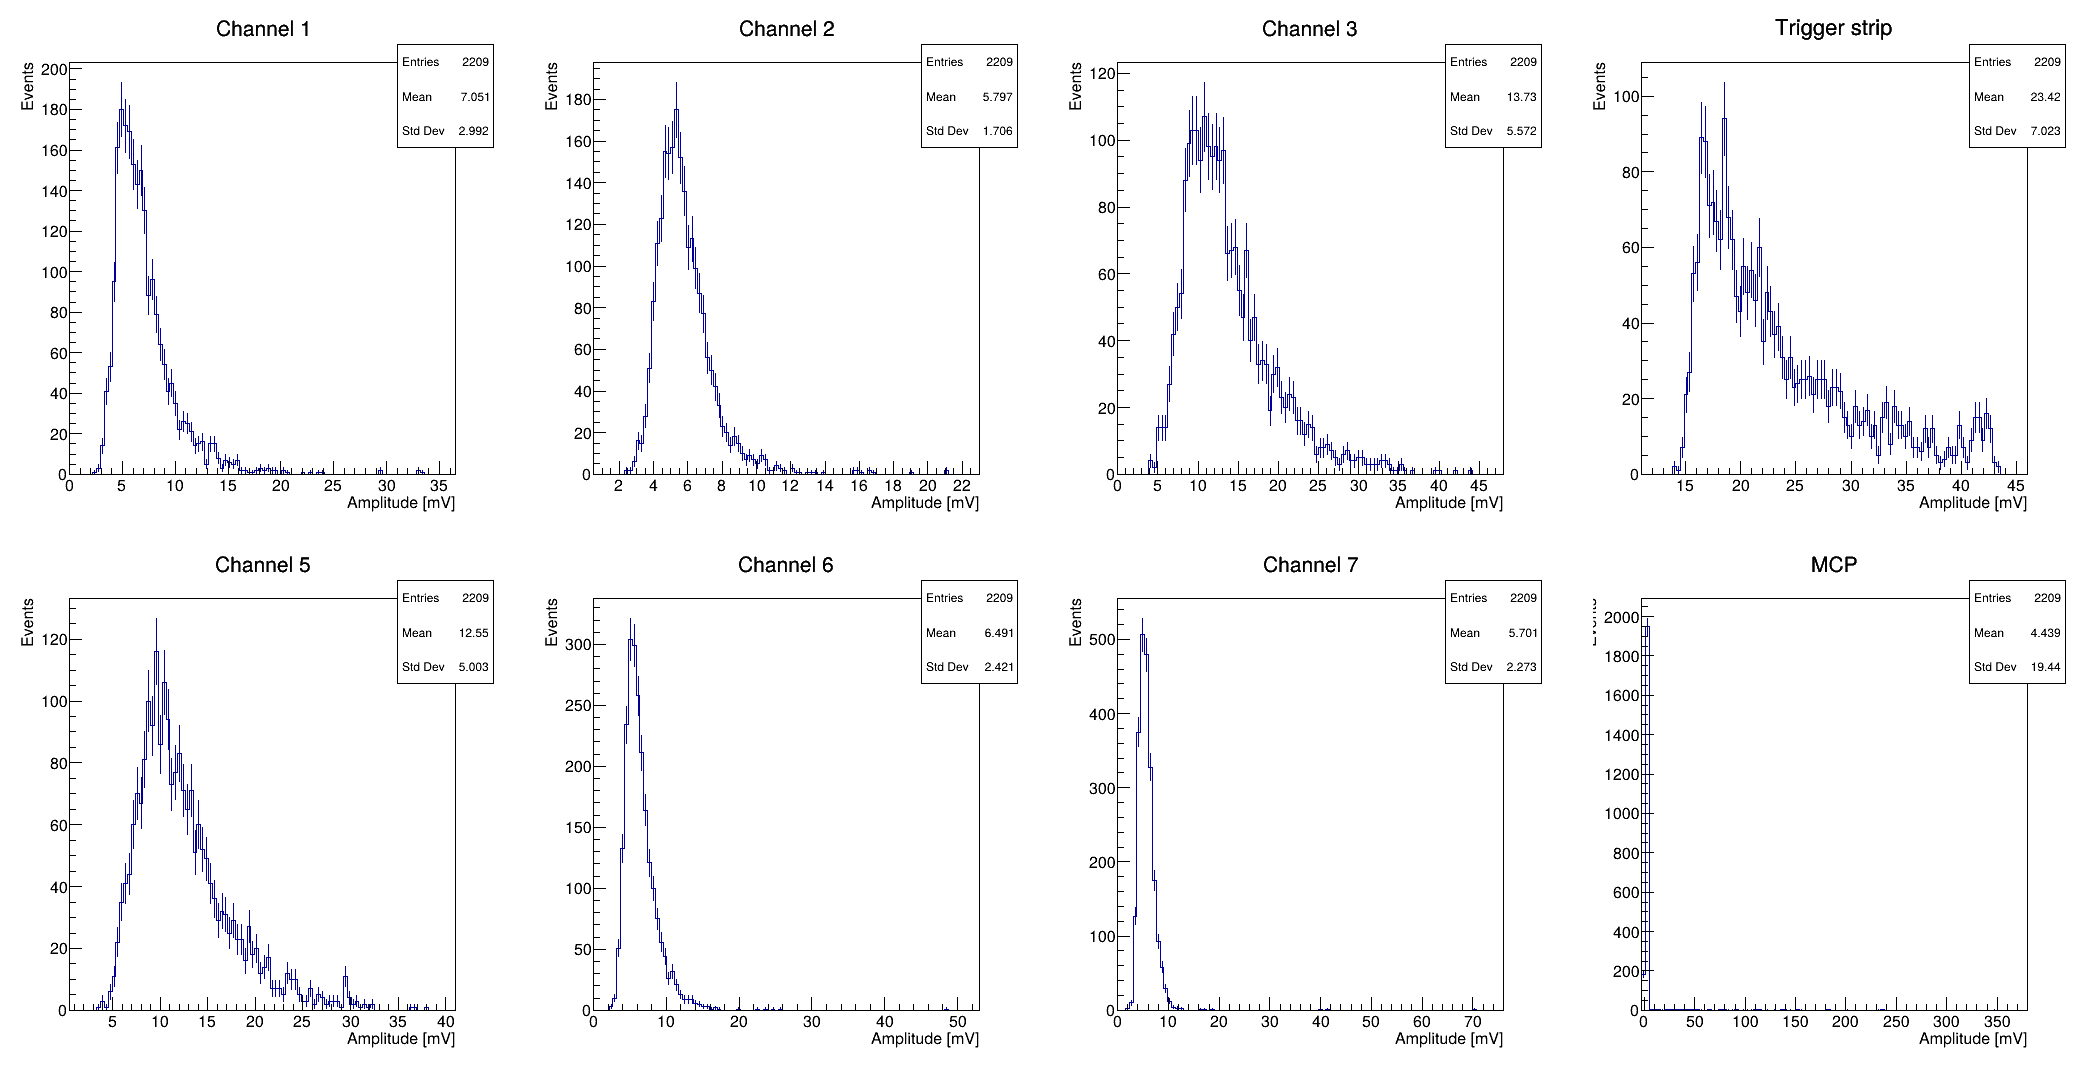 Channel 1
Events
Entries 2209
Mean 7.051
Std Dev 2.992
200
180
160
140
120
100
80
60
40
20
0
0 5 10 15 20 25 30 35
Amplitude [mV]
Channel 2
Events
Entries 2209
Mean 5.797
Std Dev 1.706
180
160
140
120
100
80
60
40
20
0
2 4 6 8 10 12 14 16 18 20 22
Amplitude [mV]
Channel 3
Events
Entries 2209
Mean 13.73
Std Dev 5.572
120
100
80
60
40
20
0
0 5 10 15 20 25 30 35 40 45
Amplitude [mV]
Trigger strip
Events
Entries 2209
Mean 23.42
Std Dev 7.023
100
80
60
40
20
0
15 20 25 30 35 40 45
Amplitude [mV]
Channel 5
Events
Entries 2209
Mean 12.55
Std Dev 5.003
120
100
80
60
40
20
0
5 10 15 20 25 30 35 40
Amplitude [mV]
Channel 6
Events
Entries 2209
Mean 6.491
Std Dev 2.421
300
250
200
150
100
50
0
0 10 20 30 40 50
Amplitude [mV]
Channel 7
Events
Entries 2209
Mean 5.701
Std Dev 2.273
500
400
300
200
100
0
0 10 20 30 40 50 60 70
Amplitude [mV]
MCP
Entries 2209
Mean 4.439
Std Dev 19.44
2000
1800
1600
1400
1200
1000
800
600
400
200
0
0 50 100 150 200 250 300 350
Amplitude [mV]